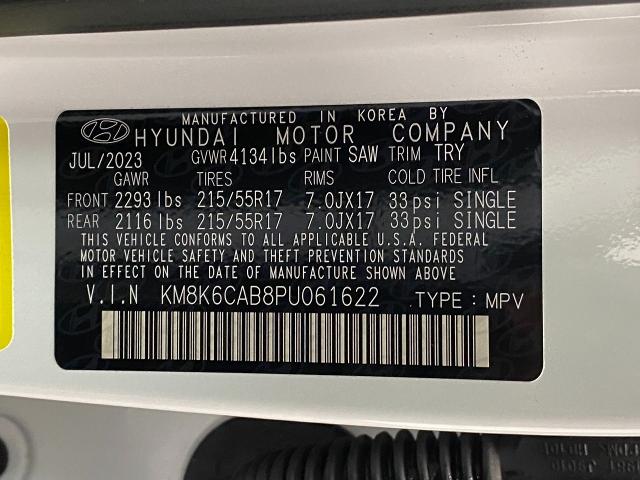 MANUFACTURED IN KOREA BY
HYUNDAI MOTOR COMPANY
JUL/2023 GVWR 4134lbs PAINT SAW TRIM TRY
GAWR TIRES RIMS COLD TIRE INFL
FRONT 2293 lbs 215/55R17 7.0JX17 33psi SINGLE
REAR 2116 lbs 215/55R17 7.0JX17 33psi SINGLE
THIS VEHICLE CONFORMS TO ALL APPLICABLE U.S.A. FEDERAL
MOTOR VEHICLE SAFETY AND THEFT PREVENTION STANDARDS
IN EFFECT ON THE DATE OF MANUFACTURE SHOWN ABOVE.
V.I.N KM8K6CAB8PU061622 TYPE : MPV